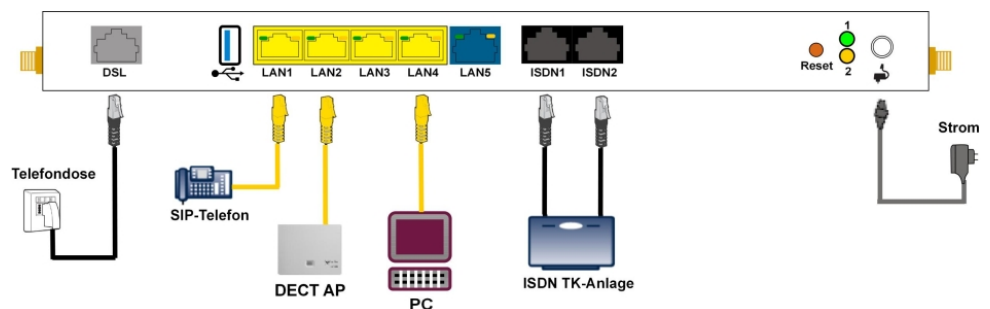 DSL
LAN1 LAN2 LAN3 LAN4 LAN5
ISDN1 ISDN2
Reset
1
2
Telefondose
SIP-Telefon
DECT AP
PC
ISDN TK-Anlage
Strom